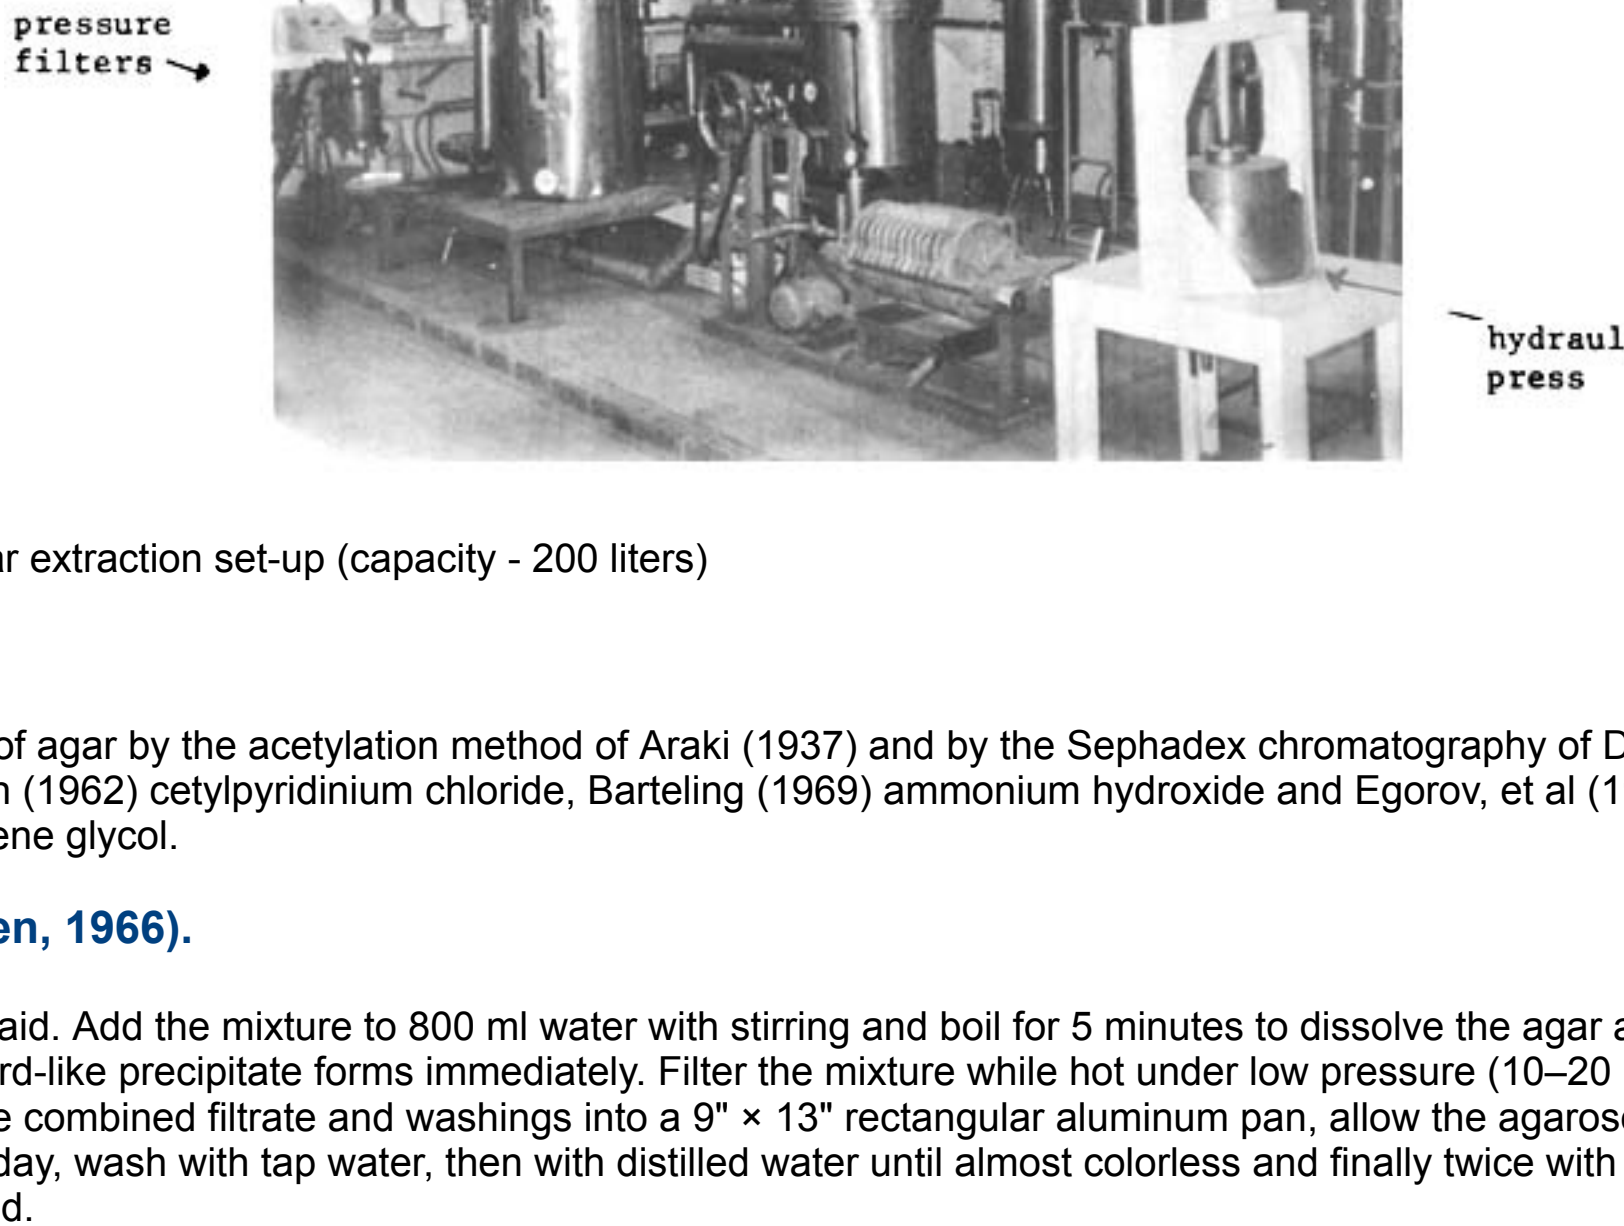 pressure
filters
hydraul
press
ar extraction set-up (capacity - 200 liters)
of agar by the acetylation method of Araki (1937) and by the Sephadex chromatography of D
n (1962) cetylpyridinium chloride, Barteling (1969) ammonium hydroxide and Egorov, et al (1
ene glycol.
en, 1966).
aid. Add the mixture to 800 ml water with stirring and boil for 5 minutes to dissolve the agar a
rd-like precipitate forms immediately. Filter the mixture while hot under low pressure (10–20
e combined filtrate and washings into a 9" × 13" rectangular aluminum pan, allow the agaros
day, wash with tap water, then with distilled water until almost colorless and finally twice with
d.